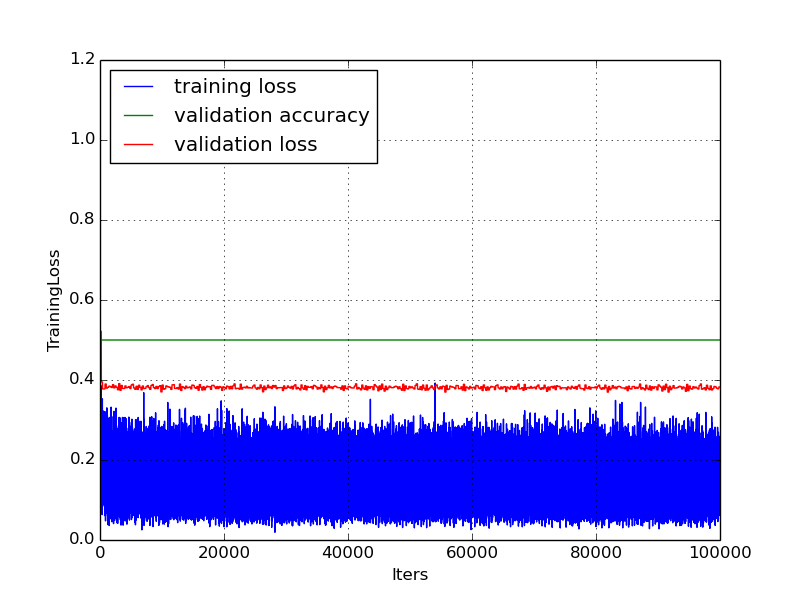 1.2
1.0
0.8
0.6
0.4
0.2
0.0
TrainingLoss
training loss
validation accuracy
validation loss
0
20000
40000
60000
80000
100000
Iters